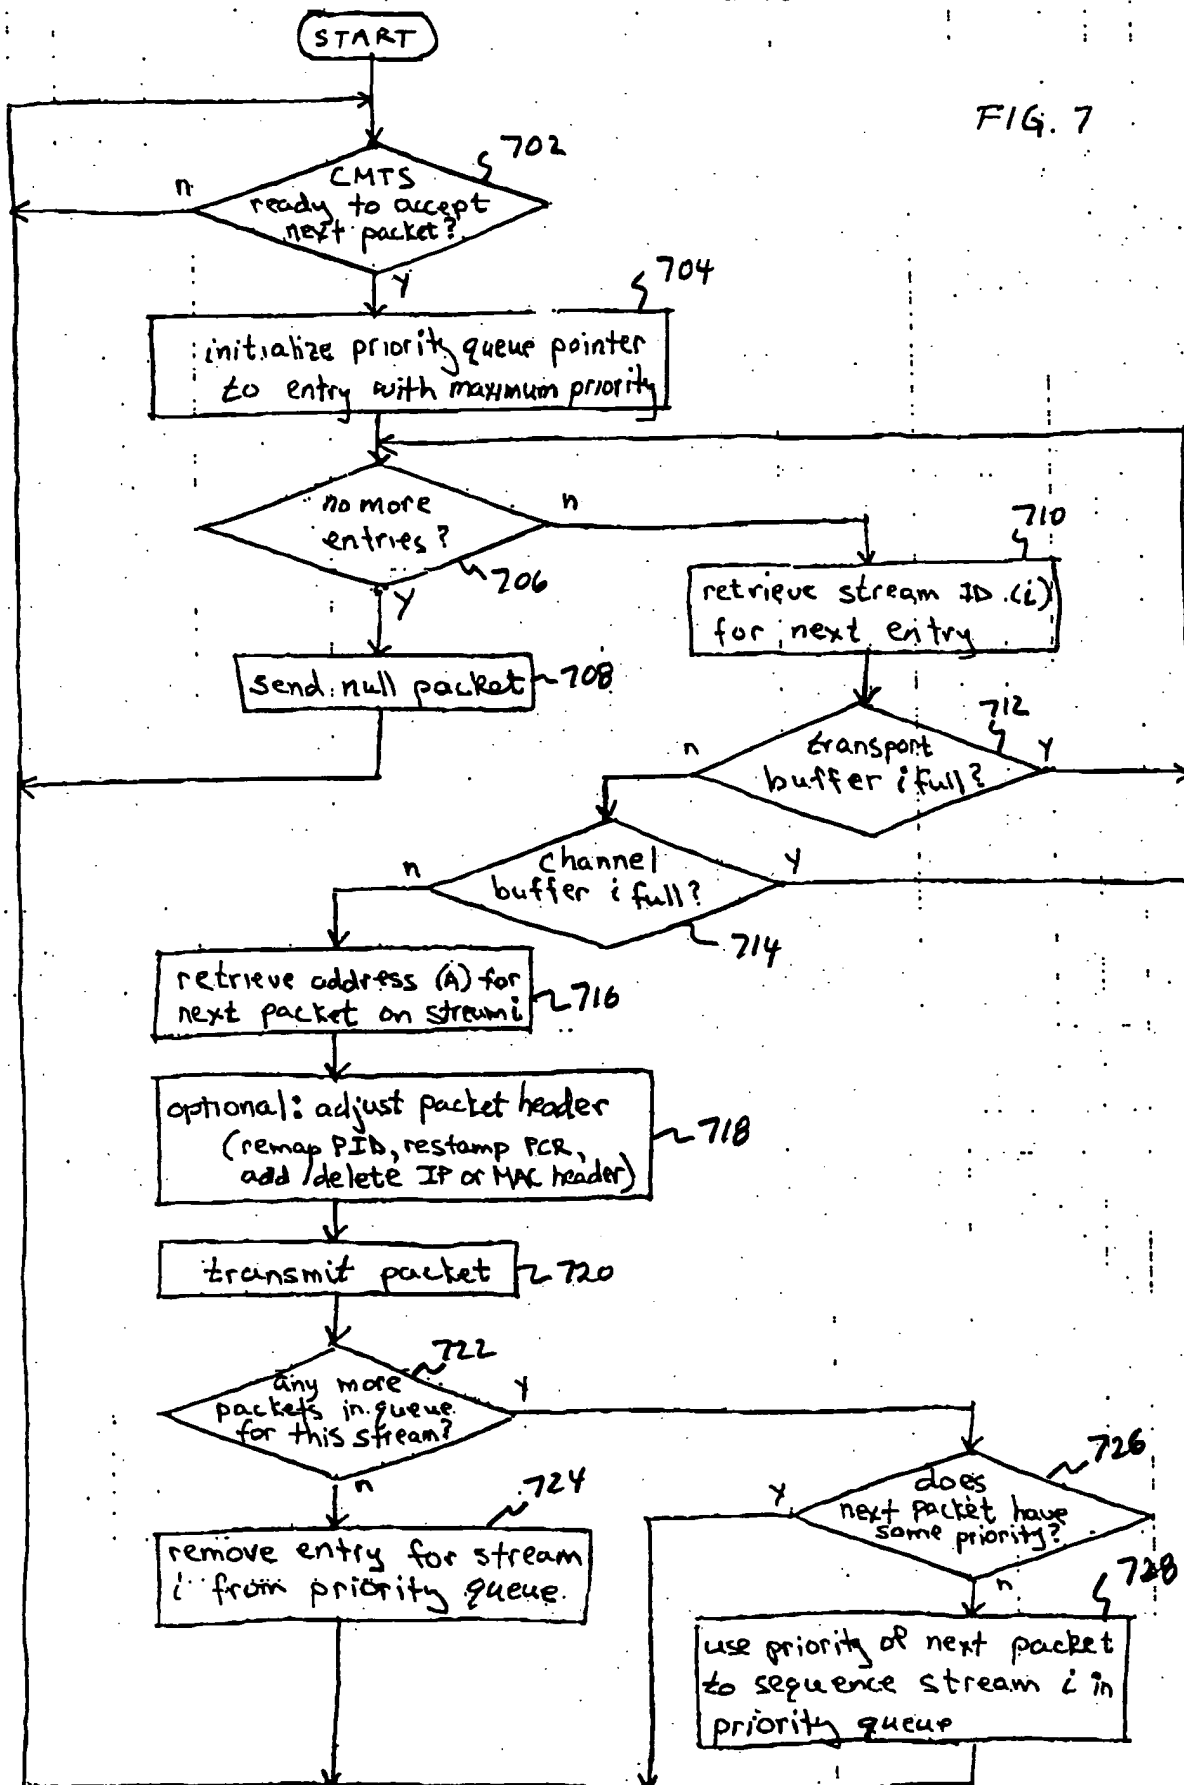 START
FIG. 7
702
CMTS
ready to accept
next packet?
n
y
704
initialize priority queue pointer
to entry with maximum priority
no more
entries?
n
706
y
710
retrieve stream ID (i)
for next entry
send null packet
708
712
transport
buffer i full?
n
y
channel
buffer i full?
n
y
714
retrieve address (A) for
next packet on stream i
716
optional: adjust packet header
(remap PID, restamp PCR,
add/delete IP or MAC header)
718
transmit packet
720
722
any more
packets in queue
for this stream?
y
n
726
does
next packet have
same priority?
y
n
724
remove entry for stream
i from priority queue
728
use priority of next packet
to sequence stream i in
priority queue